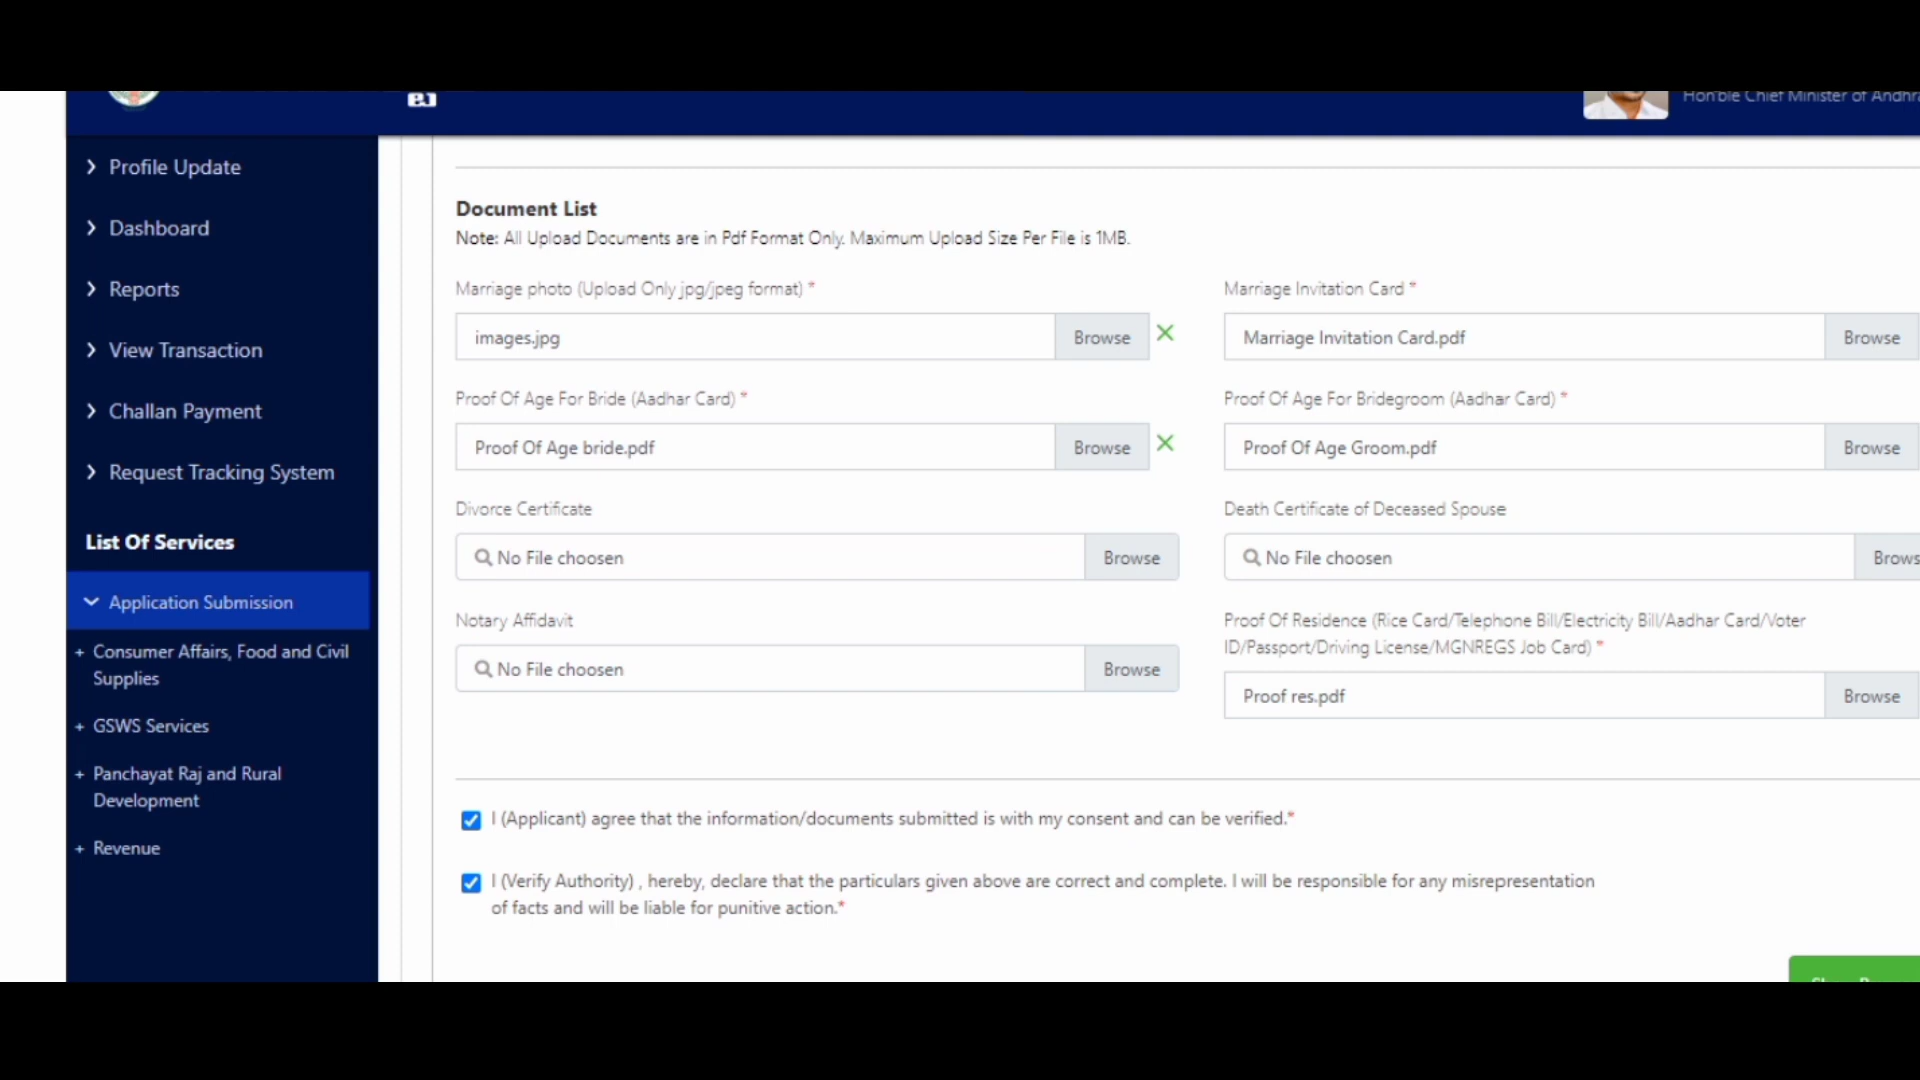 Hon'ble Chief Minister of Andhra
Profile Update
Dashboard
Reports
View Transaction
Challan Payment
Request Tracking System
List Of Services
Application Submission
+ Consumer Affairs, Food and Civil
Supplies
+ GSWS Services
+ Panchayat Raj and Rural
Development
+ Revenue
Document List
Note: All Upload Documents are in Pdf Format Only. Maximum Upload Size Per File is 1MB.
Marriage photo (Upload Only jpg/jpeg format) *
images.jpg Browse
Marriage Invitation Card *
Marriage Invitation Card.pdf Browse
Proof Of Age For Bride (Aadhar Card) *
Proof Of Age bride.pdf Browse
Proof Of Age For Bridegroom (Aadhar Card) *
Proof Of Age Groom.pdf Browse
Divorce Certificate
No File choosen Browse
Death Certificate of Deceased Spouse
No File choosen Brows
Notary Affidavit
No File choosen Browse
Proof Of Residence (Rice Card/Telephone Bill/Electricity Bill/Aadhar Card/Voter
ID/Passport/Driving License/MGNREGS Job Card) *
Proof res.pdf Browse
I (Applicant) agree that the information/documents submitted is with my consent and can be verified.*
I (Verify Authority) , hereby, declare that the particulars given above are correct and complete. I will be responsible for any misrepresentation
of facts and will be liable for punitive action.*